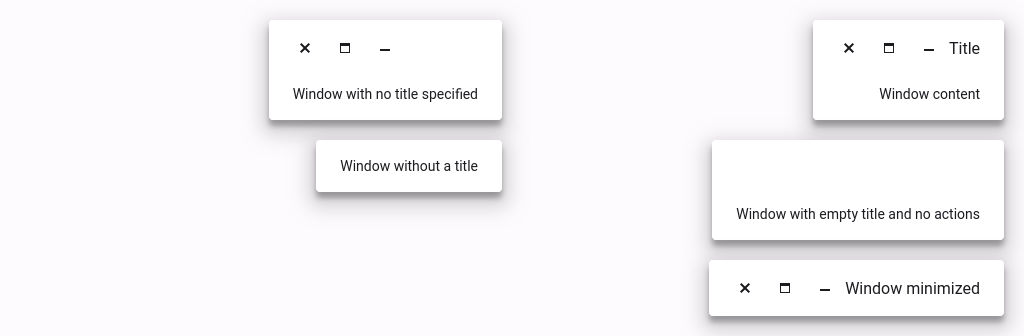 Window with no title specified
Window without a title
Title
Window content
Window with empty title and no actions
Window minimized